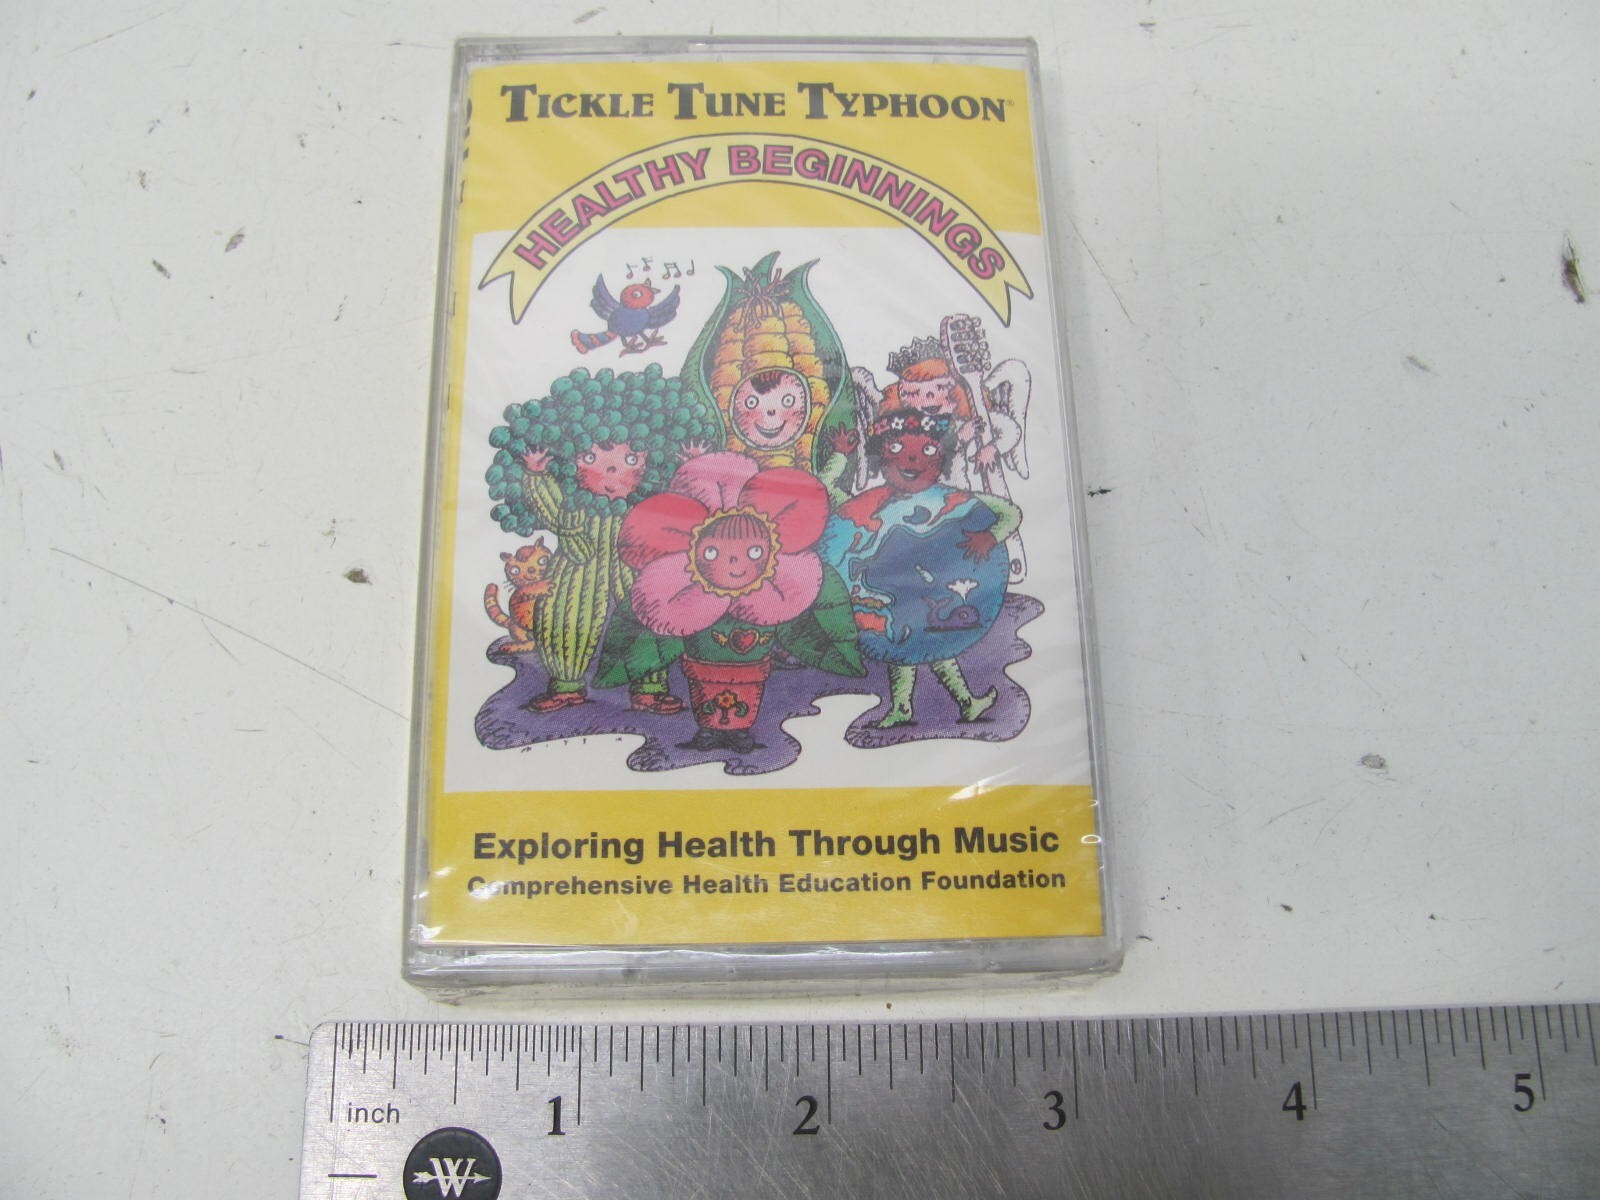 TICKLE TUNE TYPHOON®
HEALTHY BEGINNINGS
Exploring Health Through Music
Comprehensive Health Education Foundation
inch 1 2 3 4 5
W